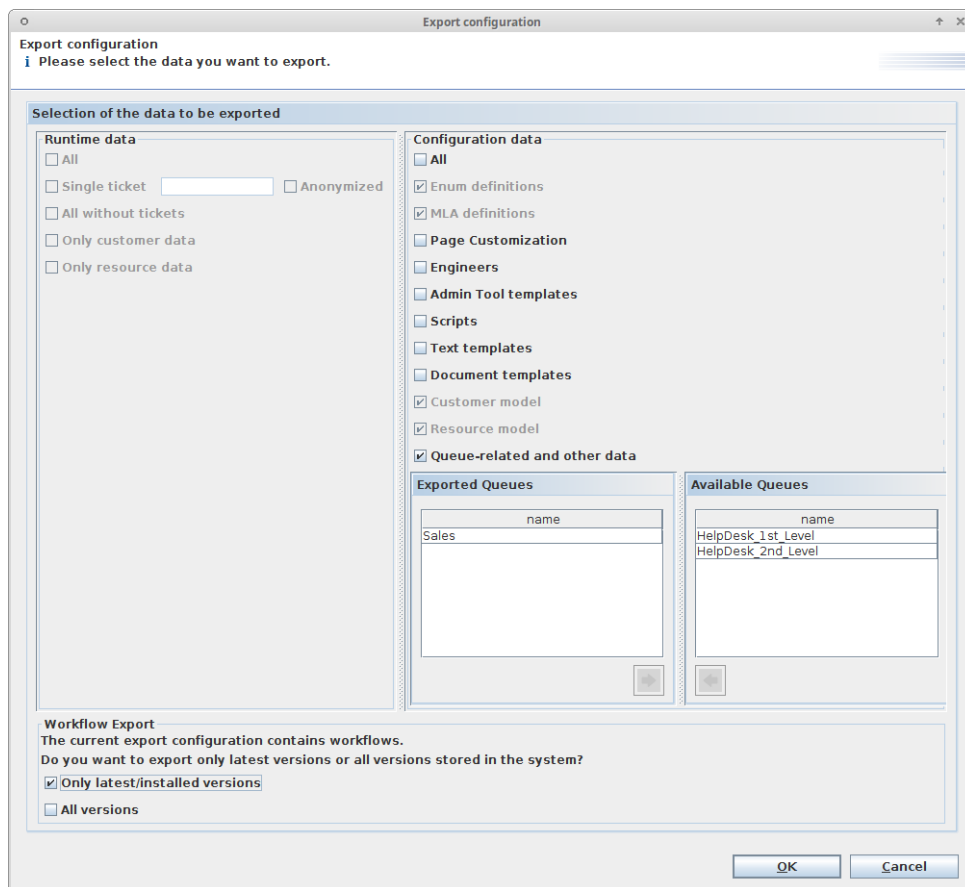 Export configuration
Export configuration
Please select the data you want to export.
Selection of the data to be exported
Runtime data
All
Single ticket
Anonymized
All without tickets
Only customer data
Only resource data
Configuration data
All
Enum definitions
MLA definitions
Page Customization
Engineers
Admin Tool templates
Scripts
Text templates
Document templates
Customer model
Resource model
Queue-related and other data
Exported Queues
name
Sales
Available Queues
name
HelpDesk_1st_Level
HelpDesk_2nd_Level
Workflow Export
The current export configuration contains workflows.
Do you want to export only latest versions or all versions stored in the system?
Only latest/installed versions
All versions
OK
Cancel